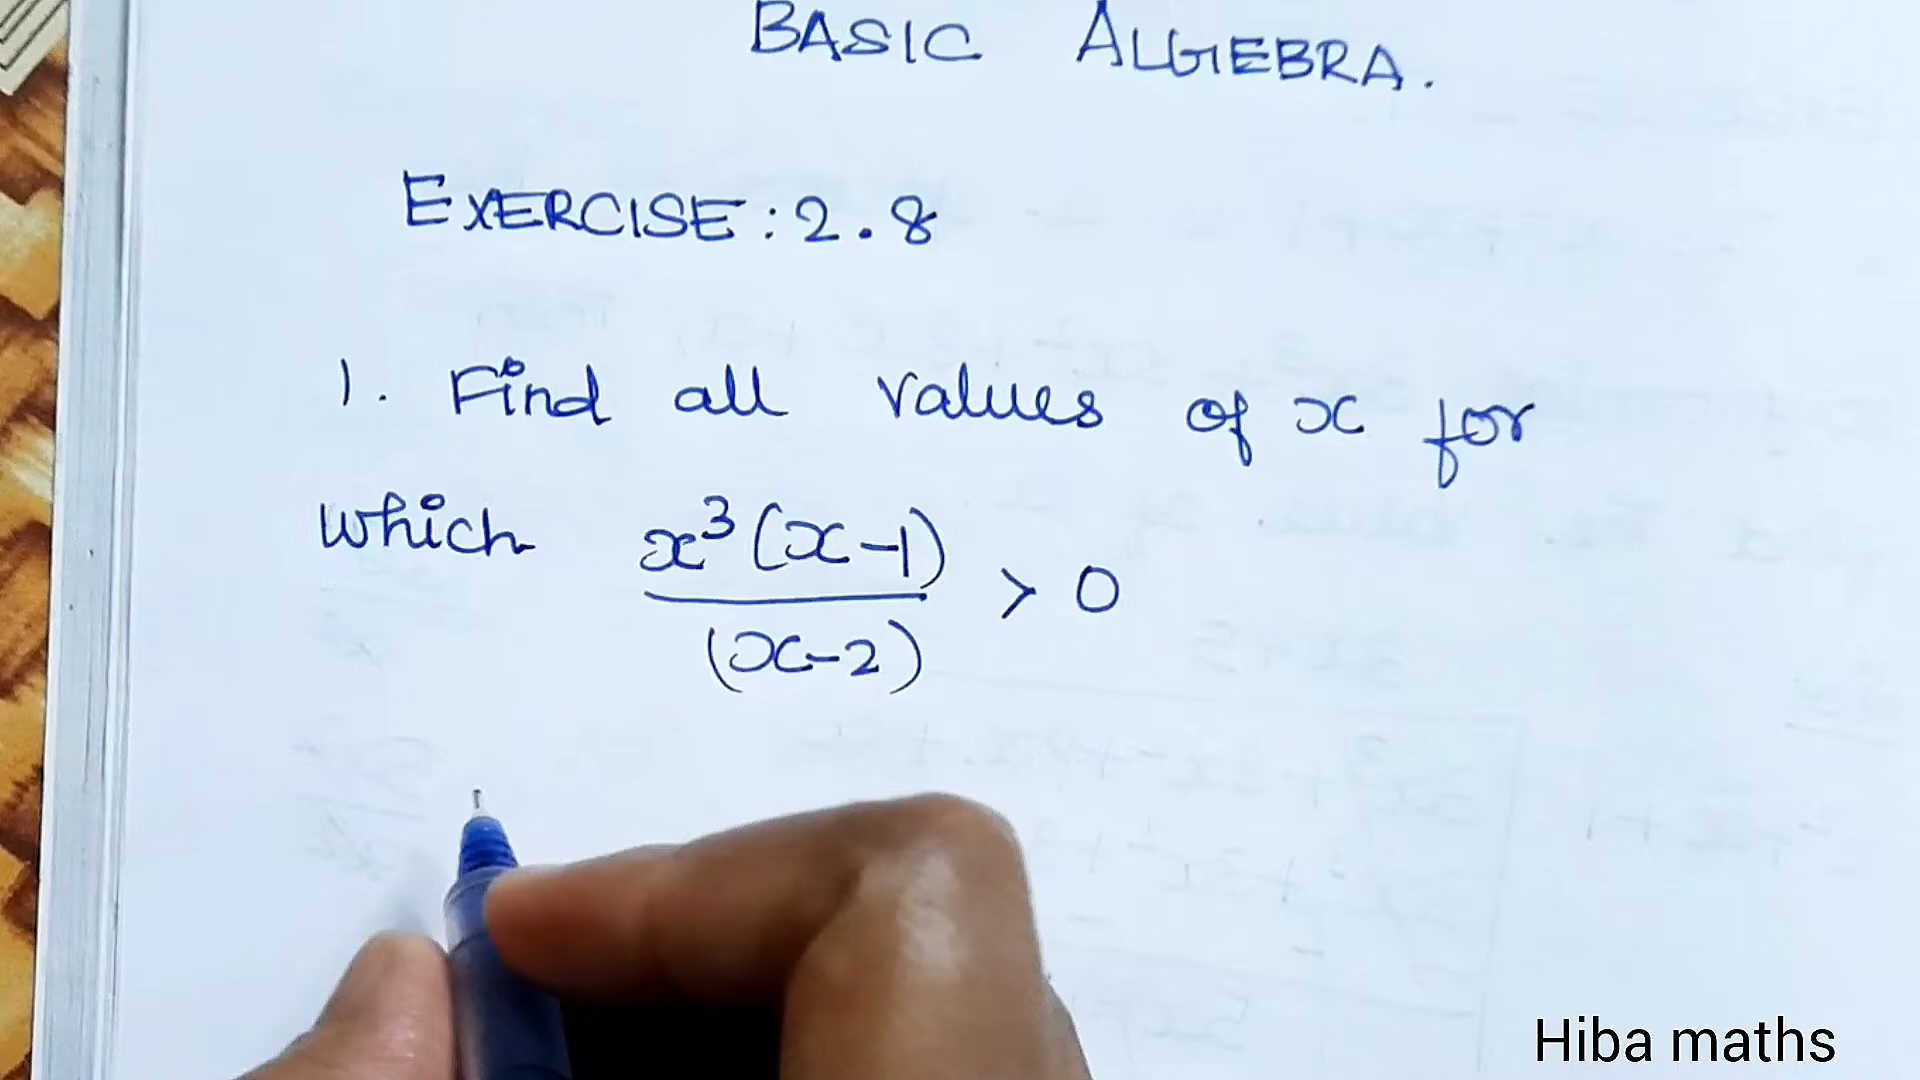 BASIC ALGEBRA.
EXERCISE: 2.8
1. Find all values of x for
which x³(x-1)/(x-2) > 0
Hiba maths